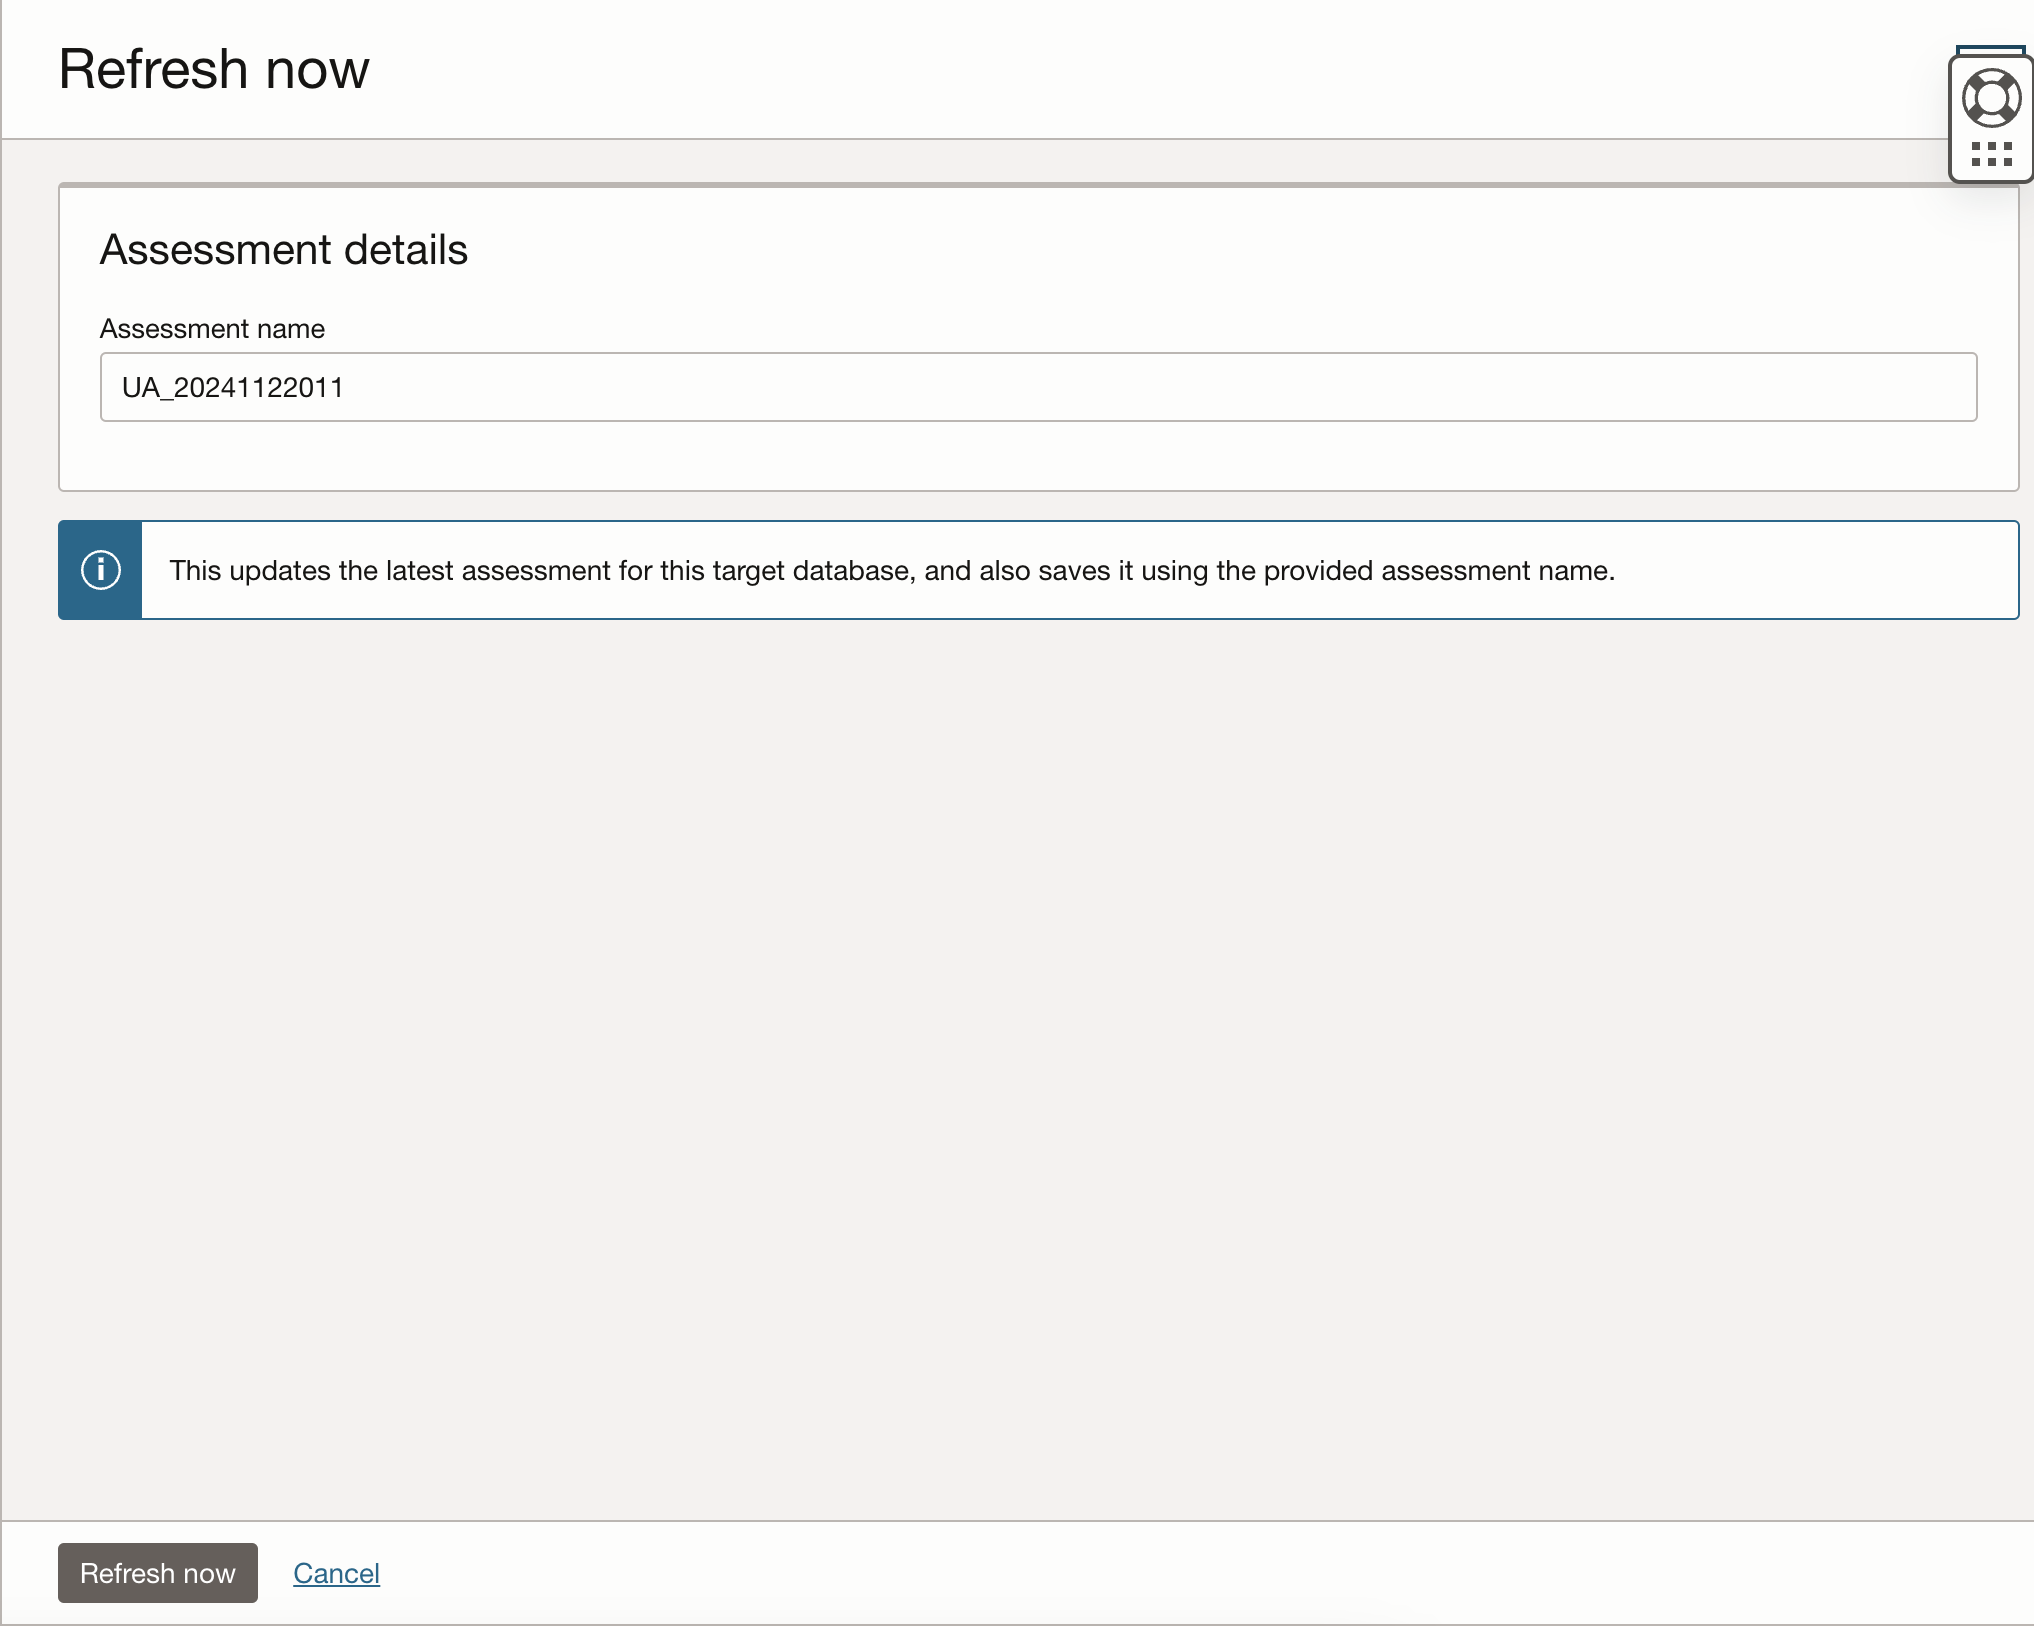 Refresh now
Assessment details
Assessment name
UA_20241122011
This updates the latest assessment for this target database, and also saves it using the provided assessment name.
Refresh now
Cancel